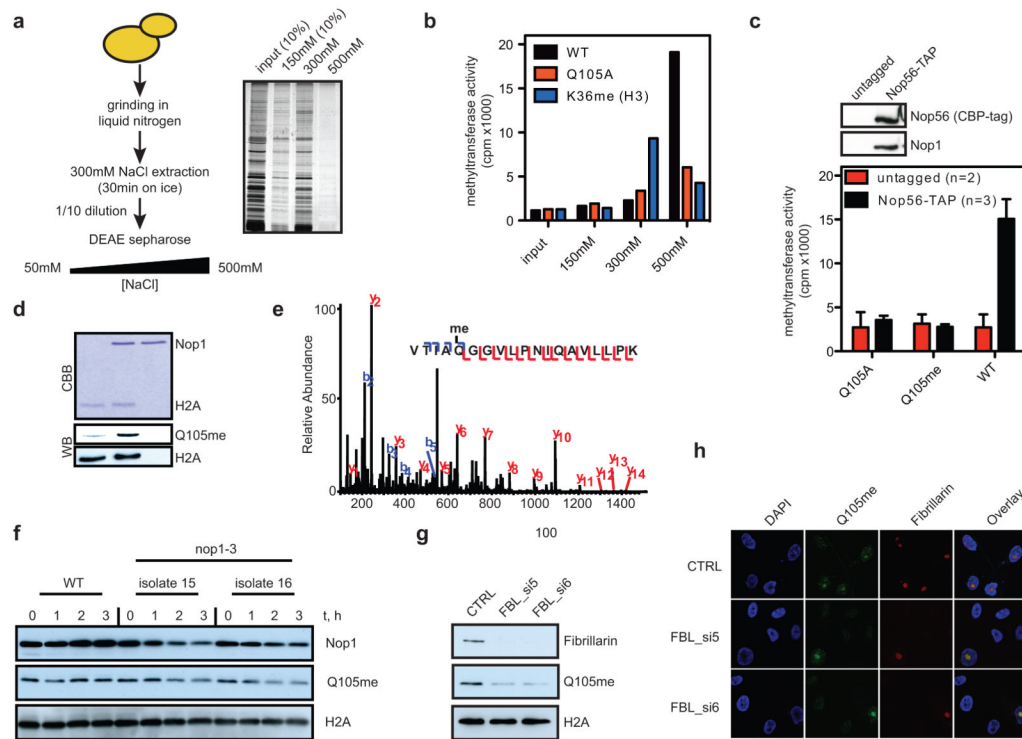 a
grinding in
liquid nitrogen
300mM NaCl extraction
(30min on ice)
1/10 dilution
DEAE sepharose
50mM
500mM
[NaCl]
input (10%)
150mM (10%)
300mM
500mM
b
methyltransferase activity
(cpm x1000)
20
15
10
5
0
WT
Q105A
K36me (H3)
input
150mM
300mM
500mM
c
untagged
Nop56-TAP
Nop56 (CBP-tag)
Nop1
methyltransferase activity
(cpm x1000)
20
15
10
5
0
untagged (n=2)
Nop56-TAP (n=3)
Q105A
Q105me
WT
d
CBB
WB
Nop1
H2A
Q105me
H2A
e
Relative Abundance
100
50
0
me
V T I A Q G G V L P N I Q A V L L P K
y2
b2
y3
b3
b4
y4
b5
y5
y6
y7
y8
y9
y10
y11
y12
y13
y14
200 400 600 800 1000 1200 1400
100
f
nop1-3
WT
isolate 15
isolate 16
0 1 2 3 0 1 2 3 0 1 2 3 t, h
Nop1
Q105me
H2A
g
CTRL
FBL_si5
FBL_si6
Fibrillarin
Q105me
H2A
h
DAPI
Q105me
Fibrillarin
Overlay
CTRL
FBL_si5
FBL_si6